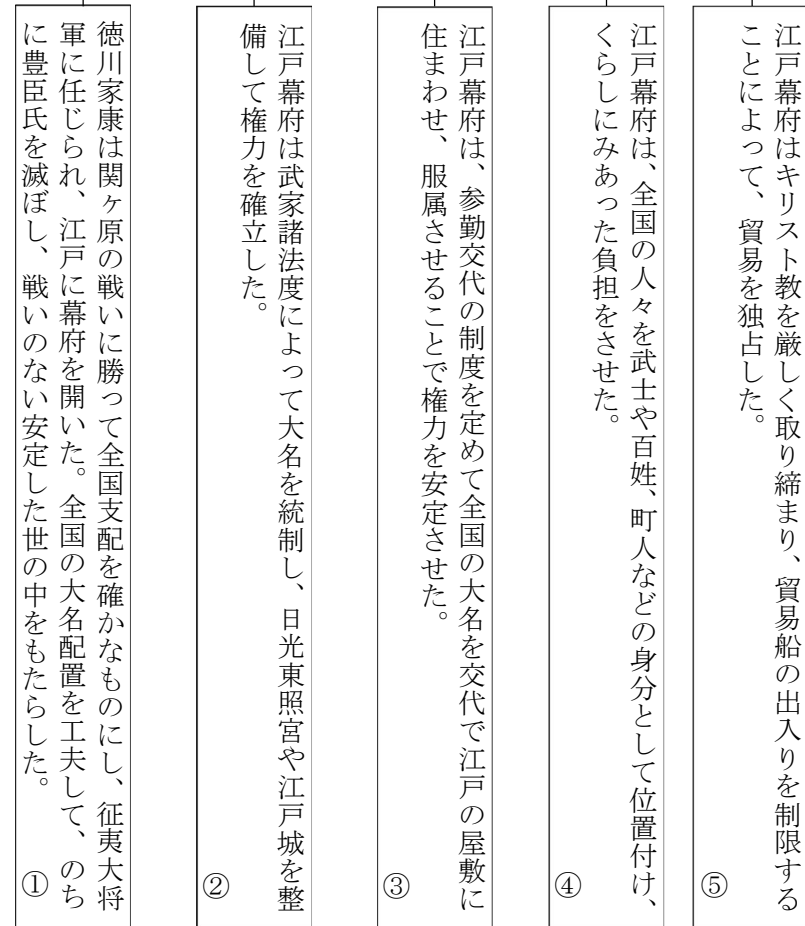 江戸幕府はキリスト教を厳しく取り締まり、貿易船の出入りを制限する
ことによって、貿易を独占した。
⑤
江戸幕府は、全国の人々を武士や百姓、町人などの身分として位置付け、
くらしにみあった負担をさせた。
④
江戸幕府は、参勤交代の制度を定めて全国の大名を交代で江戸の屋敷に
住まわせ、服属させることで権力を安定させた。
③
江戸幕府は武家諸法度によって大名を統制し、日光東照宮や江戸城を整
備して権力を確立した。
②
徳川家康は関ヶ原の戦いに勝って全国支配を確かなものにし、征夷大将
軍に任じられ、江戸に幕府を開いた。全国の大名配置を工夫して、のち
に豊臣氏を滅ぼし、戦いのない安定した世の中をもたらした。
①